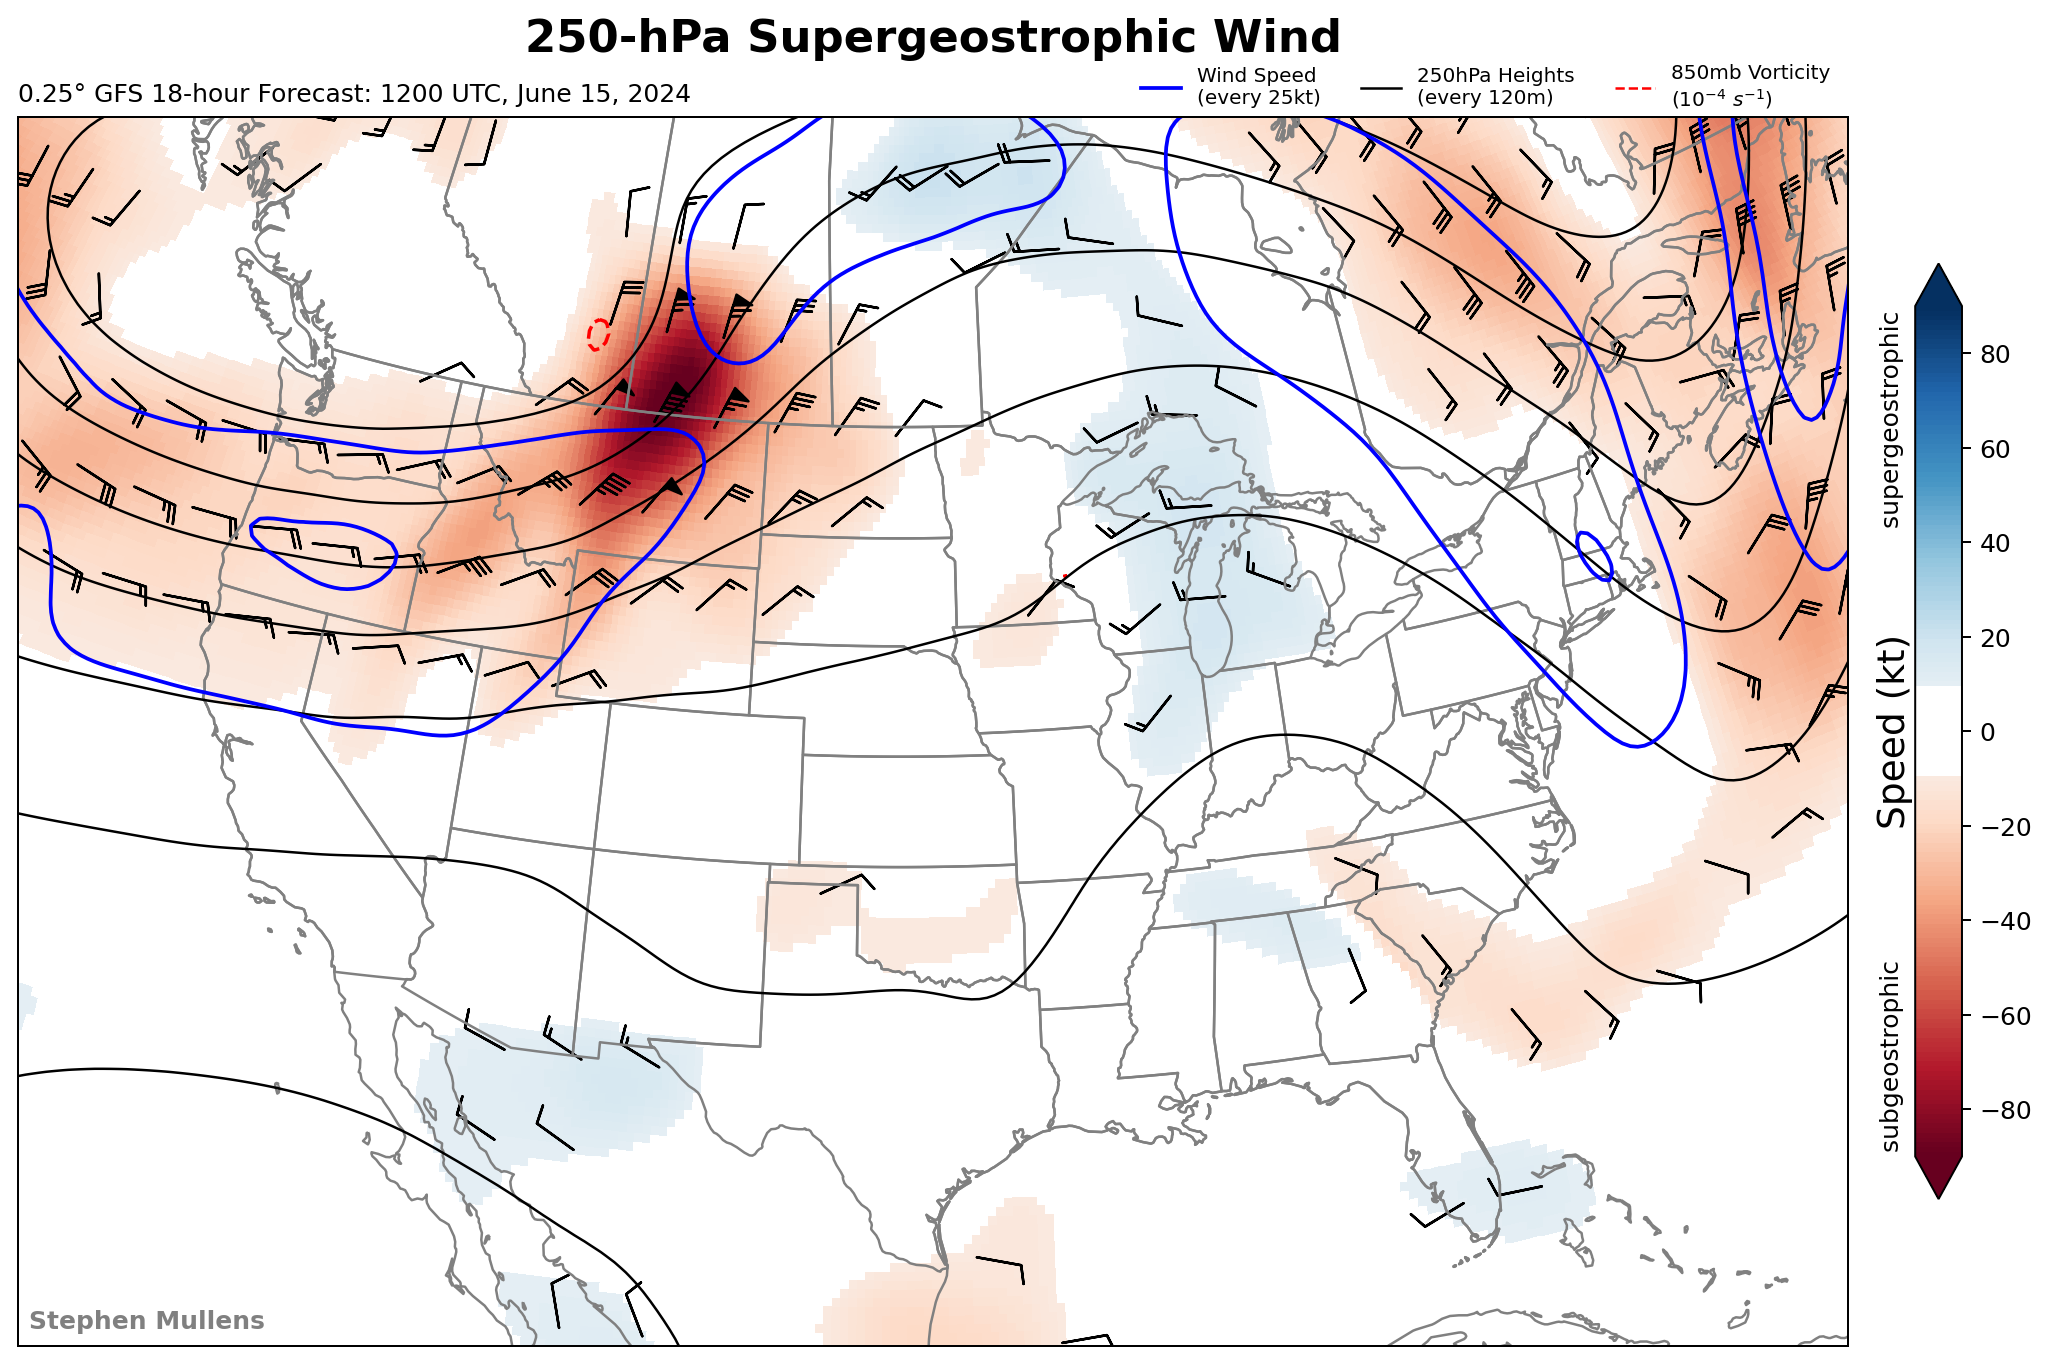 250-hPa Supergeostrophic Wind
0.25° GFS 18-hour Forecast: 1200 UTC, June 15, 2024
Wind Speed
(every 25kt)
250hPa Heights
(every 120m)
850mb Vorticity
(10⁻⁴ s⁻¹)
supergeostrophic
Speed (kt)
subgeostrophic
80
60
40
20
0
−20
−40
−60
−80
Stephen Mullens